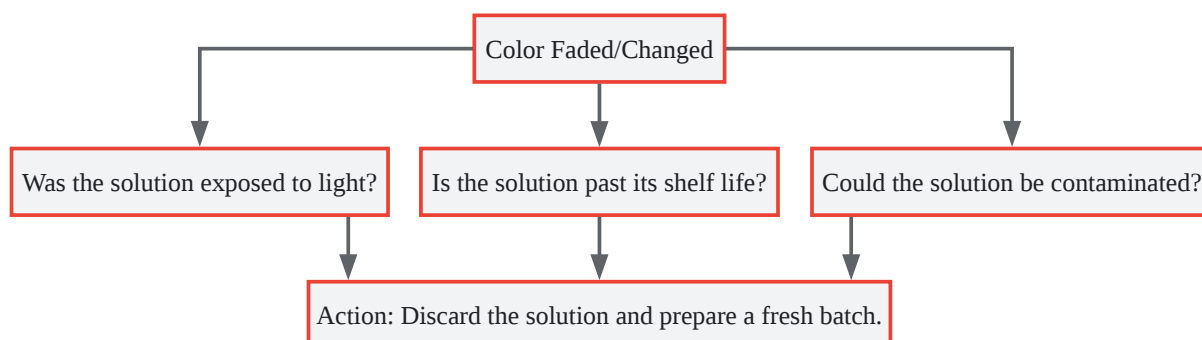 Color Faded/Changed
Was the solution exposed to light?
Is the solution past its shelf life?
Could the solution be contaminated?
Action: Discard the solution and prepare a fresh batch.